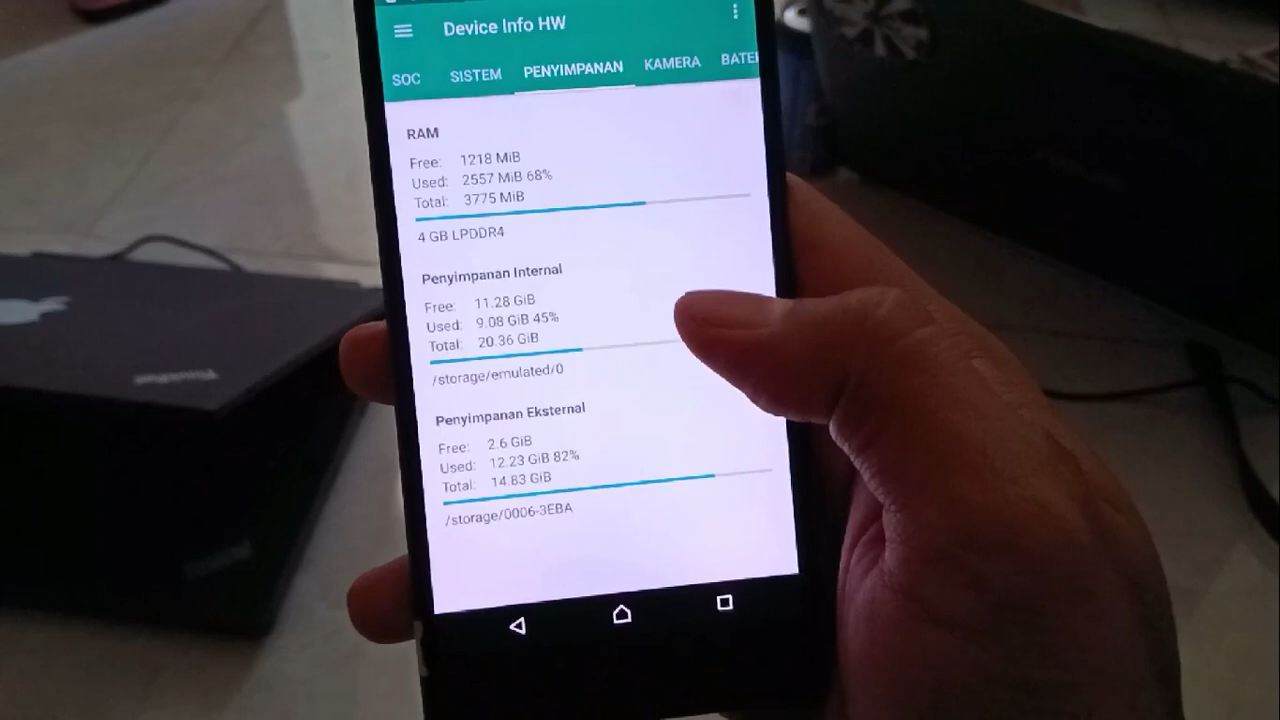 Device Info HW
SOC SISTEM PENYIMPANAN KAMERA BATE
RAM
Free: 1218 MiB
Used: 2557 MiB 68%
Total: 3775 MiB
4 GB LPDDR4
Penyimpanan Internal
Free: 11.28 GiB
Used: 9.08 GiB 45%
Total: 20.36 GiB
/storage/emulated/0
Penyimpanan Eksternal
Free: 2.6 GiB
Used: 12.23 GiB 82%
Total: 14.83 GiB
/storage/0006-3EBA